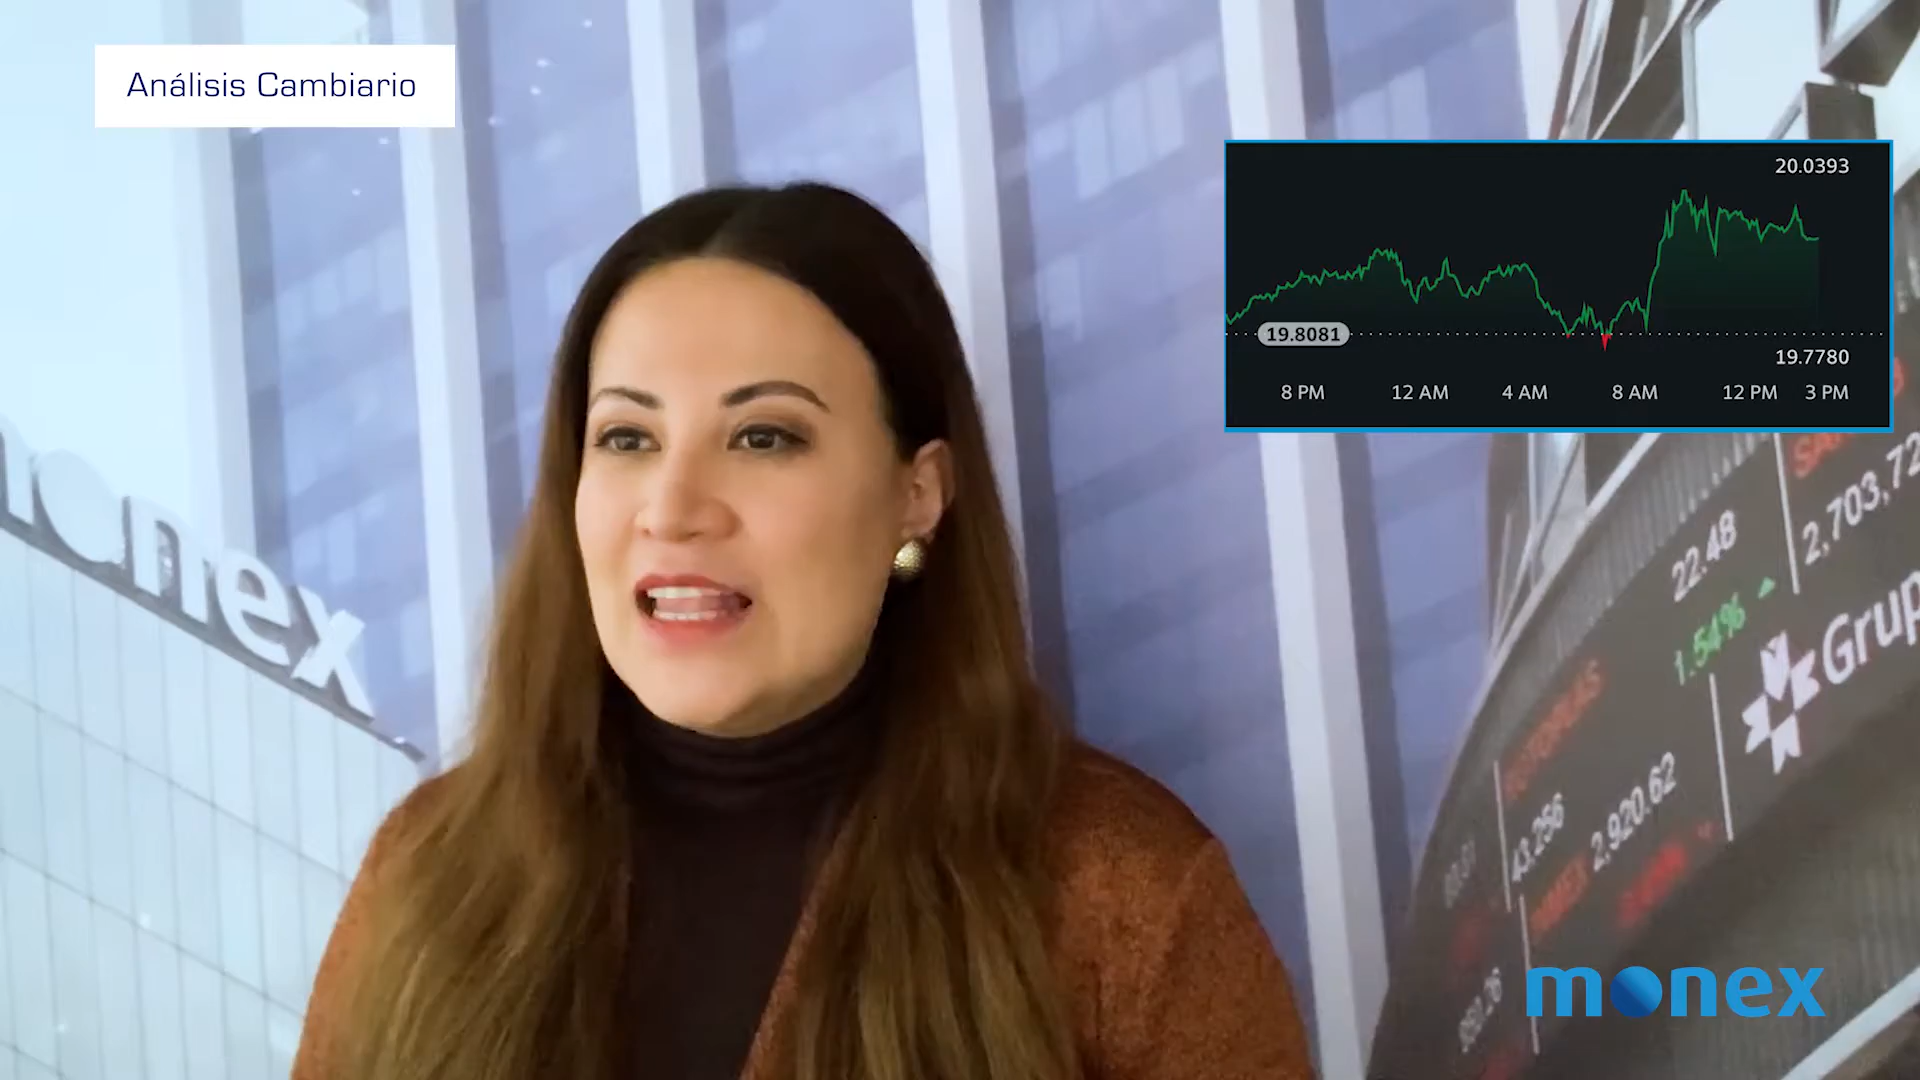 Análisis Cambiario
20.0393
19.8081
19.7780
8 PM 12 AM 4 AM 8 AM 12 PM 3 PM
monex
2,703,72
22.48
1.54%
Grup
43,256
2,920.62
monex